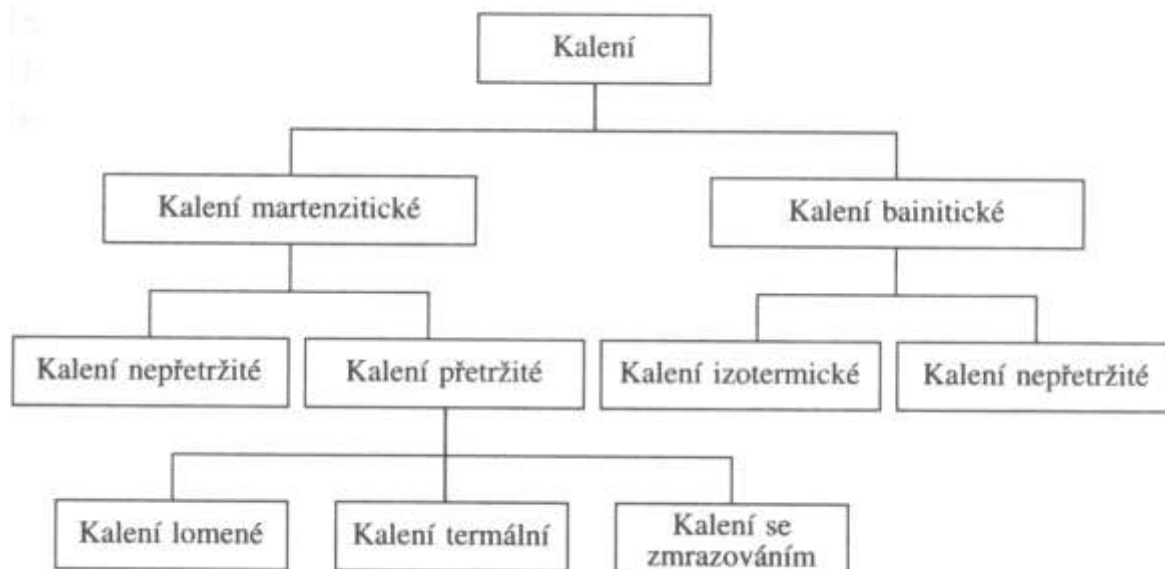 Kalení
Kalení martenzitické
Kalení bainitické
Kalení nepřetržité
Kalení přetržité
Kalení izotermické
Kalení nepřetržité
Kalení lomené
Kalení termální
Kalení se
zmrazováním